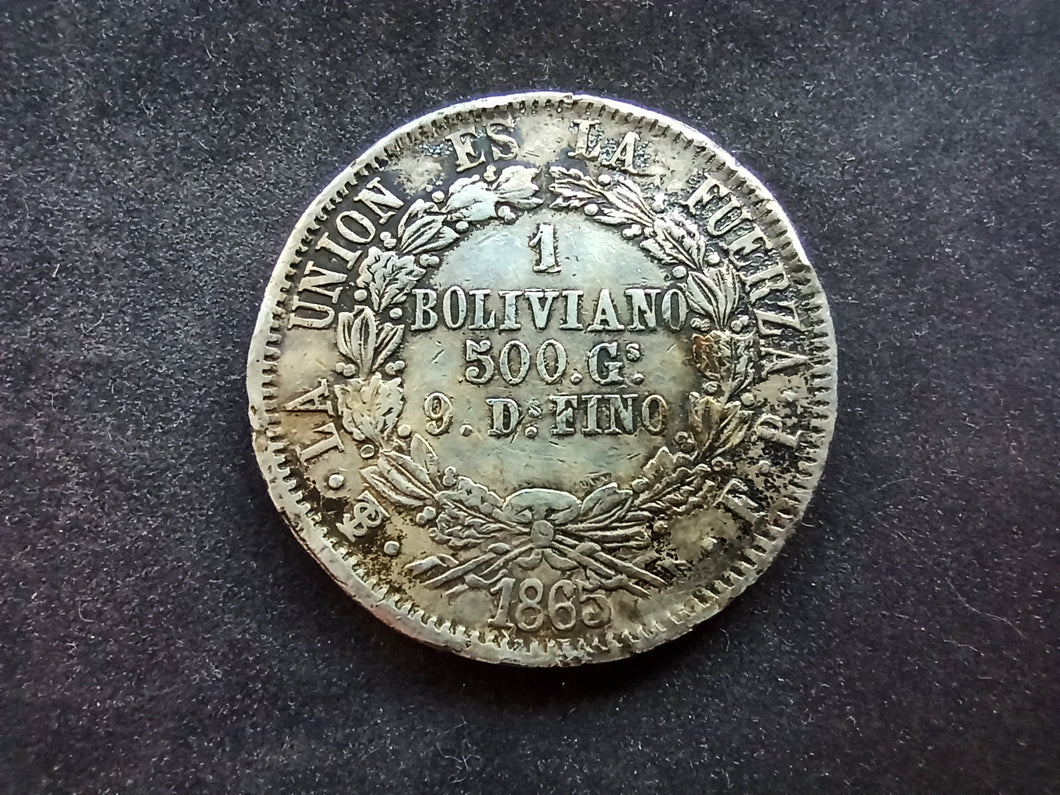 LA UNION ES LA FUERZA. F. P.
1
BOLIVIANO
500. Gs.
9. Ds. FINO
1865